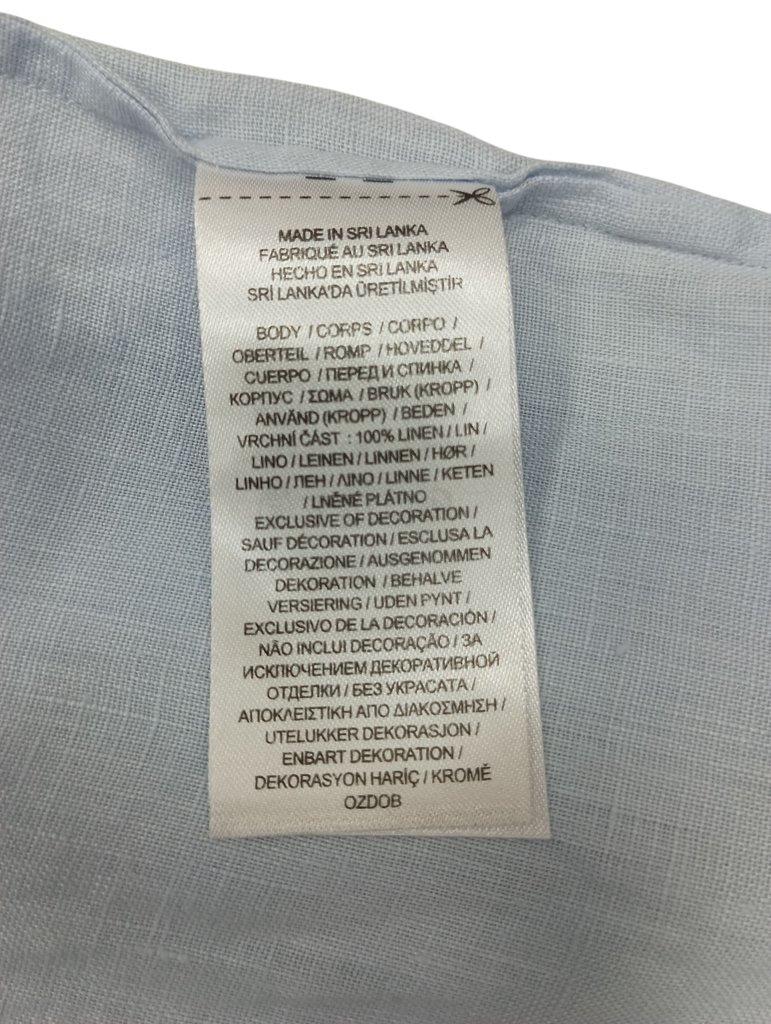 MADE IN SRI LANKA
FABRIQUÉ AU SRI LANKA
HECHO EN SRI LANKA
SRİ LANKA'DA ÜRETİLMİŞTİR
BODY / CORPS / CORPO /
OBERTEIL / ROMP / HOVEDDEL /
CUERPO / ПЕРЕД И СПИНКА /
КОРПУС / ΣΩΜΑ / BRUK (KROPP) /
ANVÄND (KROPP) / BEDEN /
VRCHNÍ ČÁST : 100% LINEN / LIN /
LINO / LEINEN / LINNEN / HØR /
LINHO / ЛЕН / ΛΙΝΟ / LINNE / KETEN
/ LNĚNÉ PLÁTNO
EXCLUSIVE OF DECORATION /
SAUF DÉCORATION / ESCLUSA LA
DECORAZIONE / AUSGENOMMEN
DEKORATION / BEHALVE
VERSIERING / UDEN PYNT /
EXCLUSIVO DE LA DECORACIÓN /
NÃO INCLUI DECORAÇÃO / ЗА
ИСКЛЮЧЕНИЕМ ДЕКОРАТИВНОЙ
ОТДЕЛКИ / БЕЗ УКРАСАТА /
ΑΠΟΚΛΕΙΣΤΙΚΗ ΑΠΟ ΔΙΑΚΟΣΜΗΣΗ /
UTELUKKER DEKORASJON /
ENBART DEKORATION /
DEKORASYON HARİÇ / KROMĚ
OZDOB